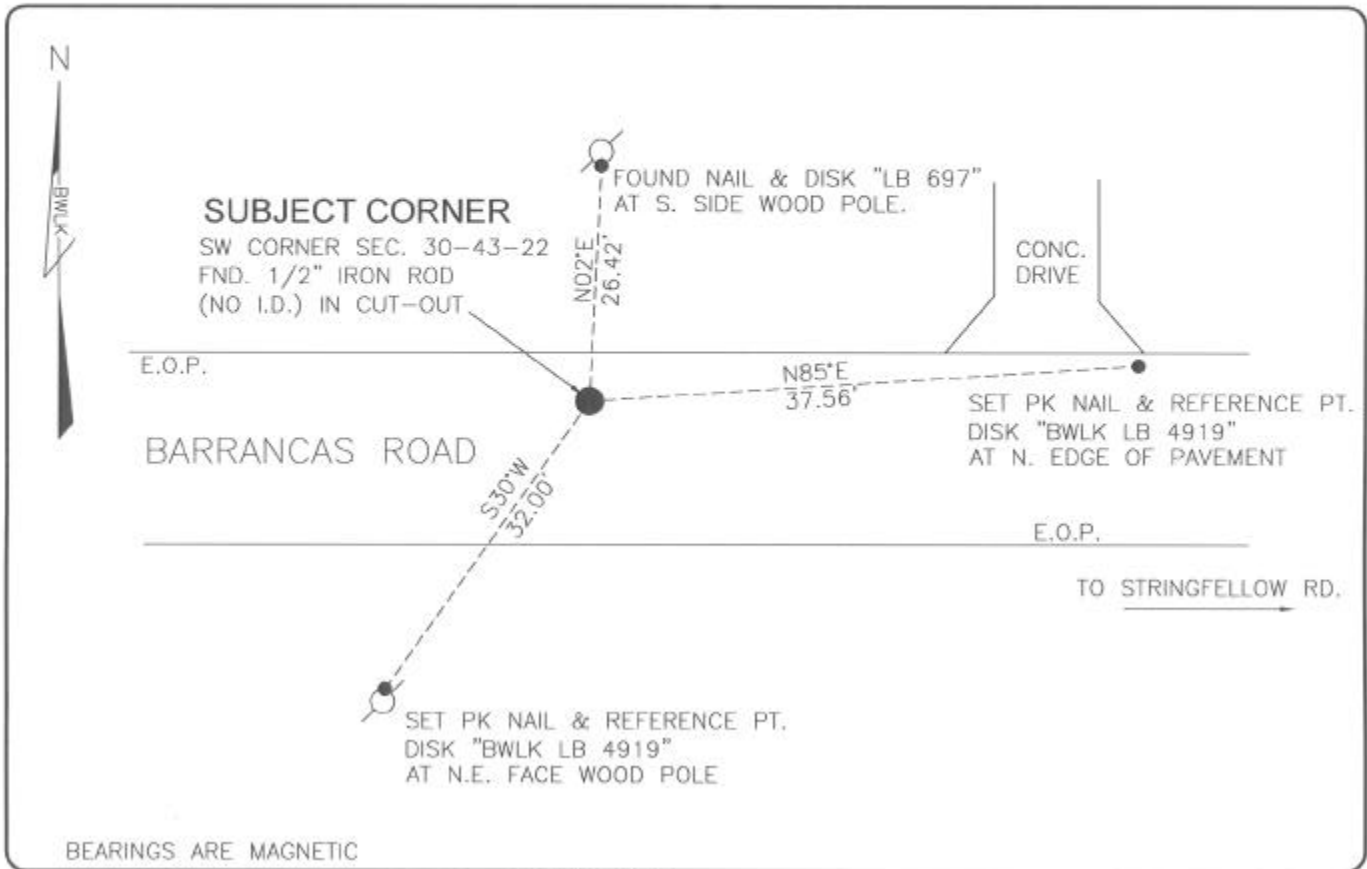 N
BWLK
SUBJECT CORNER
SW CORNER SEC. 30-43-22
FND. 1/2" IRON ROD
(NO I.D.) IN CUT-OUT
FOUND NAIL & DISK "LB 697"
AT S. SIDE WOOD POLE.
N02°E
26.42'
CONC.
DRIVE
E.O.P.
N85°E
37.56'
SET PK NAIL & REFERENCE PT.
DISK "BWLK LB 4919"
AT N. EDGE OF PAVEMENT
BARRANCAS ROAD
S30°W
32.00'
E.O.P.
TO STRINGFELLOW RD.
SET PK NAIL & REFERENCE PT.
DISK "BWLK LB 4919"
AT N.E. FACE WOOD POLE
BEARINGS ARE MAGNETIC